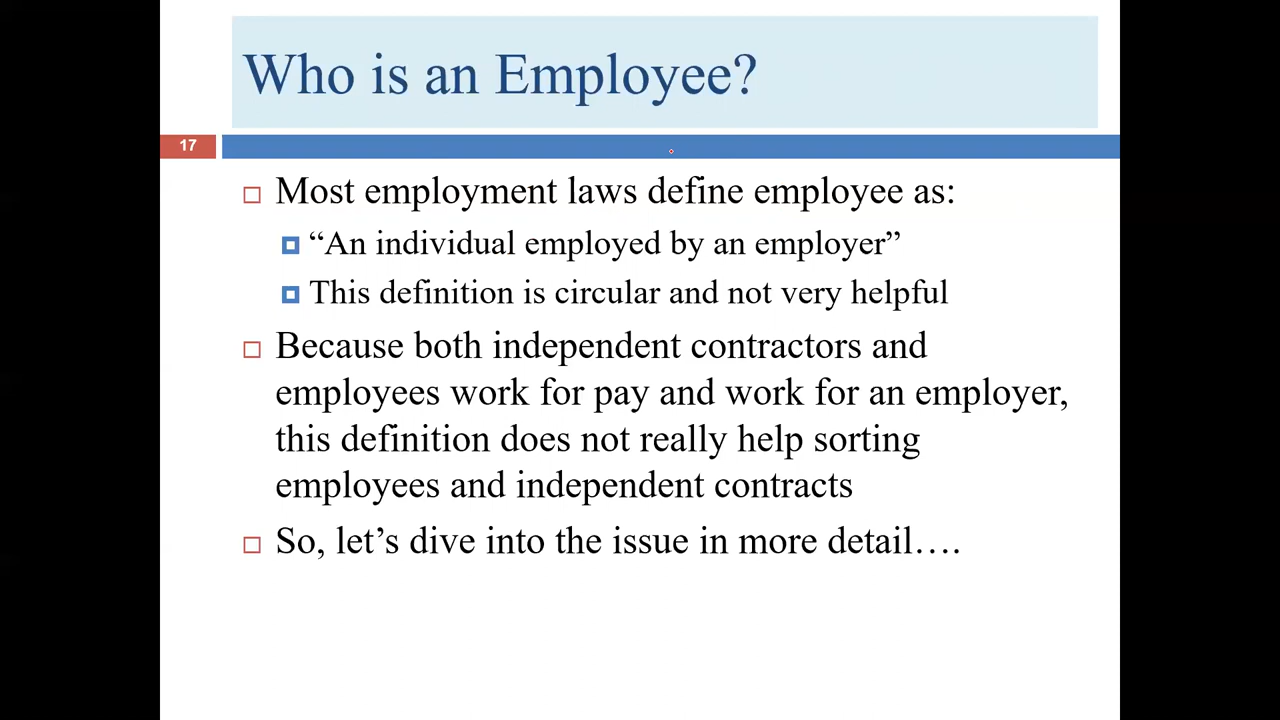 Who is an Employee?
17
Most employment laws define employee as:
“An individual employed by an employer”
This definition is circular and not very helpful
Because both independent contractors and
employees work for pay and work for an employer,
this definition does not really help sorting
employees and independent contracts
So, let’s dive into the issue in more detail….